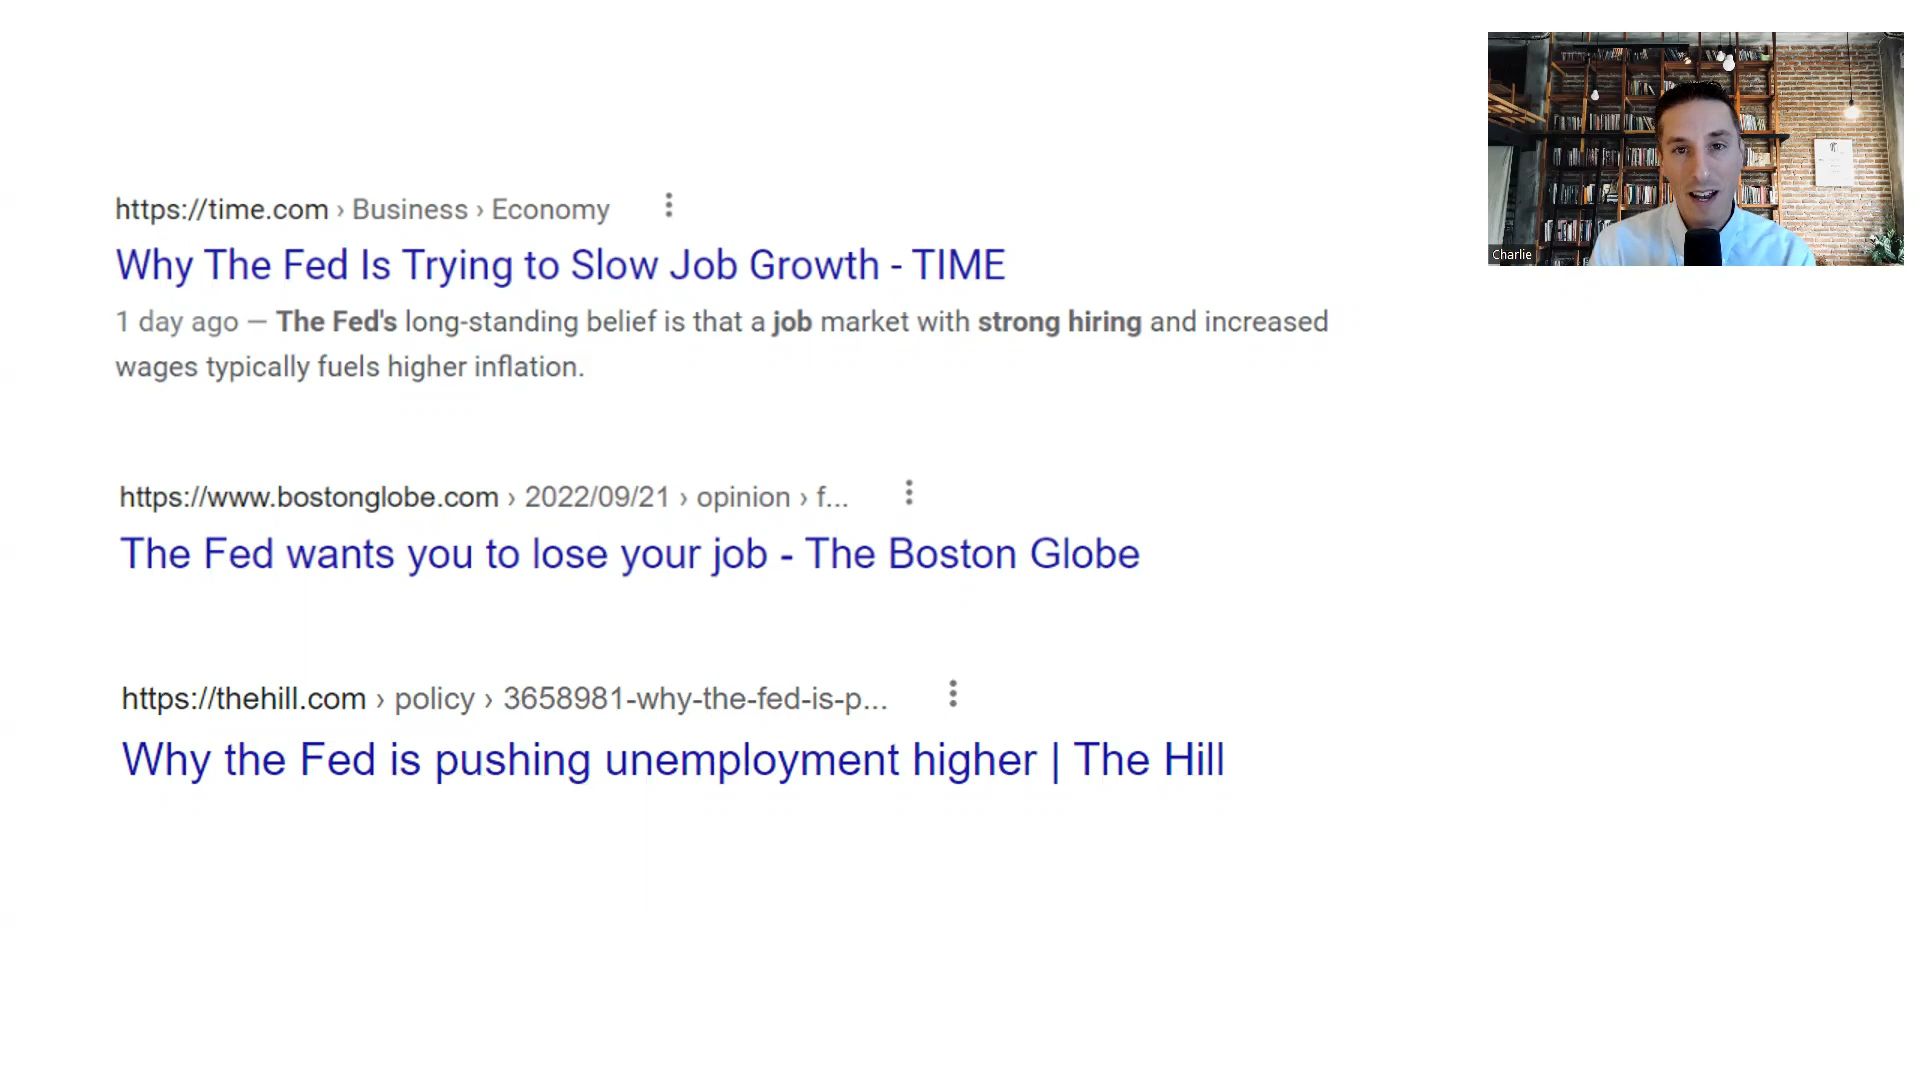 https://time.com › Business › Economy
Why The Fed Is Trying to Slow Job Growth - TIME
1 day ago — The Fed's long-standing belief is that a job market with strong hiring and increased
wages typically fuels higher inflation.
https://www.bostonglobe.com › 2022/09/21 › opinion › f...
The Fed wants you to lose your job - The Boston Globe
https://thehill.com › policy › 3658981-why-the-fed-is-p...
Why the Fed is pushing unemployment higher | The Hill
Charlie